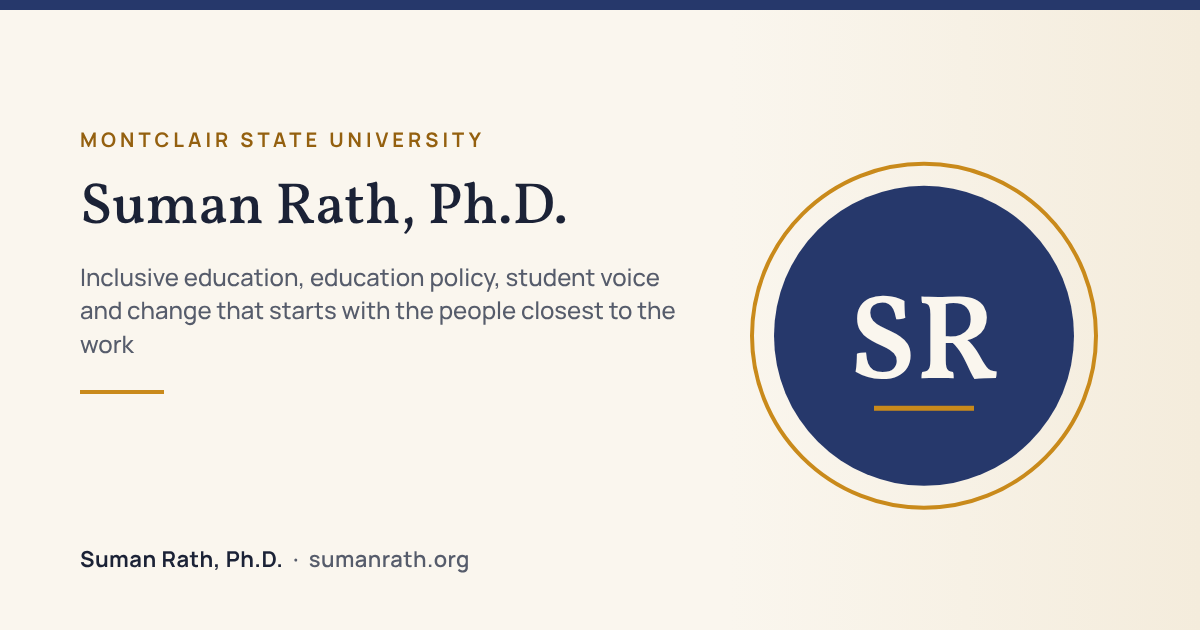 MONTCLAIR STATE UNIVERSITY
Suman Rath, Ph.D.
Inclusive education, education policy, student voice
and change that starts with the people closest to the
work
SR
Suman Rath, Ph.D. · sumanrath.org